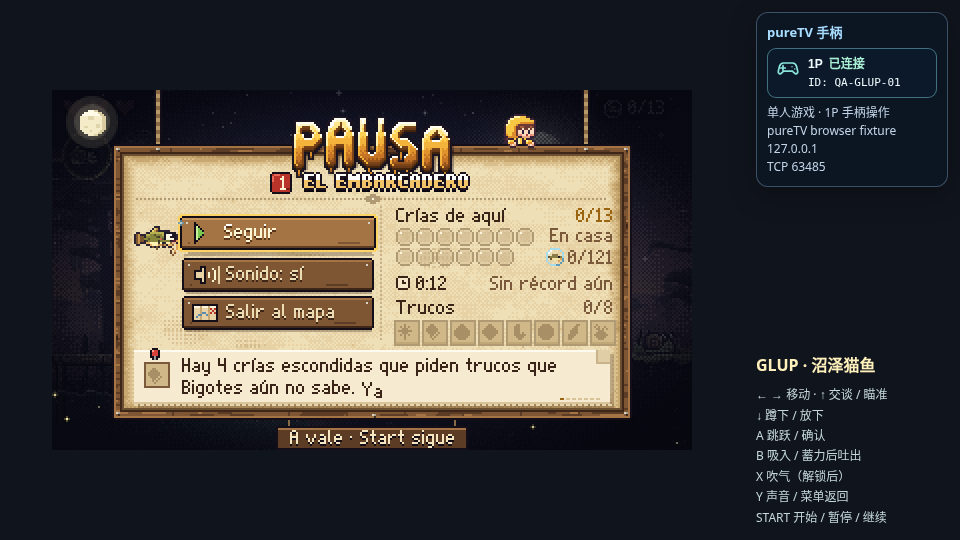 0/13
PAUSA
1 EL EMBARCADERO
Seguir
Sonido: sí
Salir al mapa
Crías de aquí 0/13
En casa
0/121
0:12 Sin récord aún
Trucos 0/8
Hay 4 crías escondidas que piden trucos que
Bigotes aún no sabe. Ya
A vale · Start sigue
pureTV 手柄
1P 已连接
ID: QA-GLUP-01
单人游戏 · 1P 手柄操作
pureTV browser fixture
127.0.0.1
TCP 63485
GLUP · 沼泽猫鱼
← → 移动 · ↑ 交谈 / 瞄准
↓ 蹲下 / 放下
A 跳跃 / 确认
B 吸入 / 蓄力后吐出
X 吹气（解锁后）
Y 声音 / 菜单返回
START 开始 / 暂停 / 继续